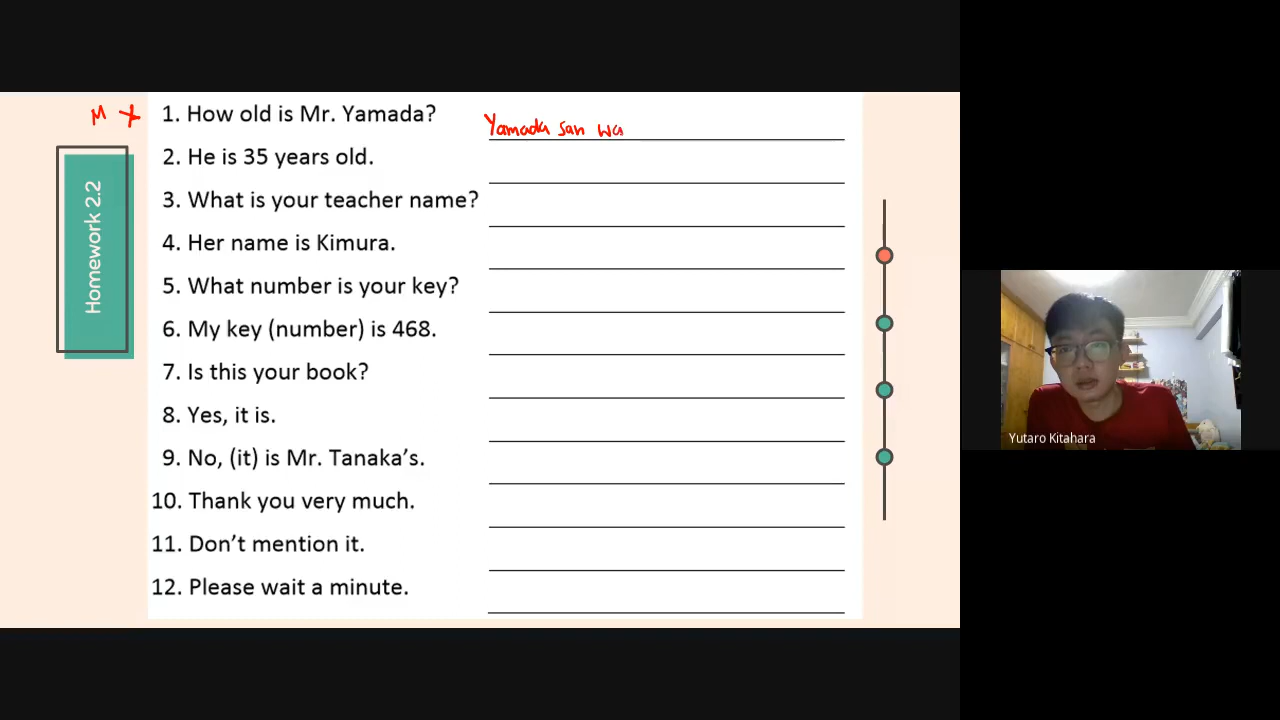 M X 1. How old is Mr. Yamada? Yamada san wa
2. He is 35 years old.
3. What is your teacher name?
4. Her name is Kimura.
5. What number is your key?
6. My key (number) is 468.
7. Is this your book?
8. Yes, it is.
9. No, (it) is Mr. Tanaka’s.
10. Thank you very much.
11. Don’t mention it.
12. Please wait a minute.
Homework 2.2
Yutaro Kitahara